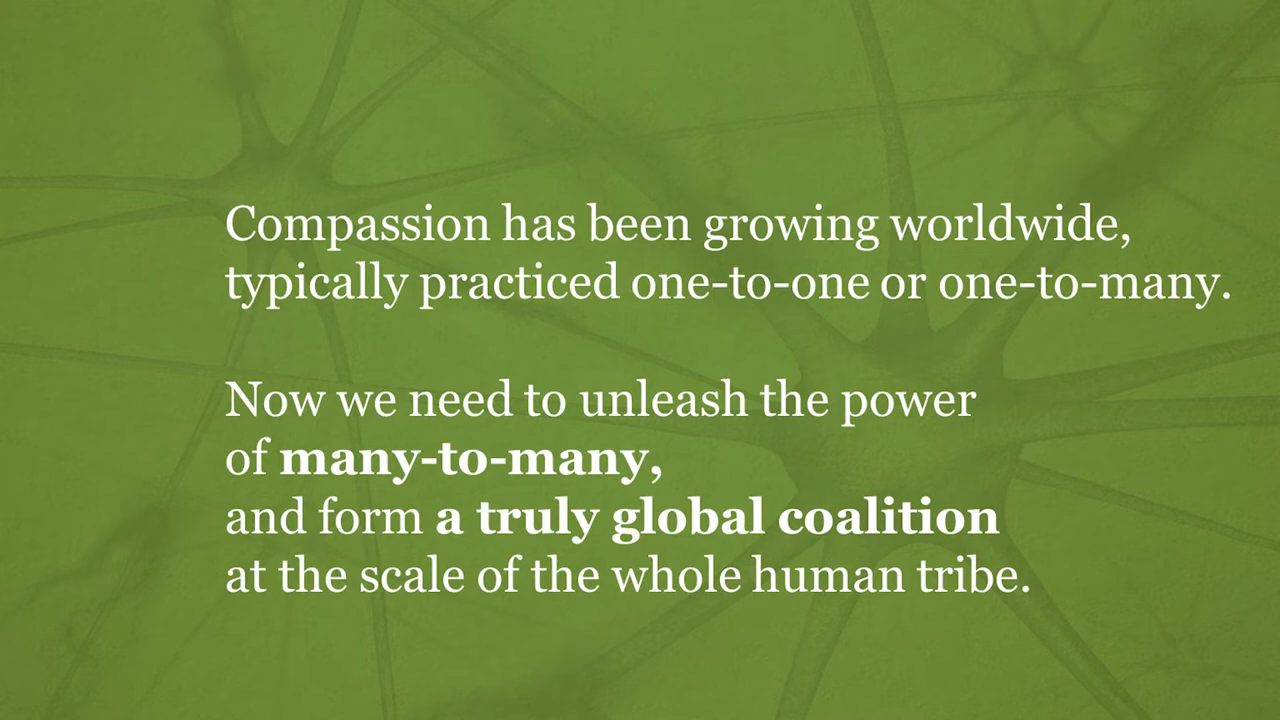 Compassion has been growing worldwide,
typically practiced one-to-one or one-to-many.
Now we need to unleash the power
of many-to-many,
and form a truly global coalition
at the scale of the whole human tribe.